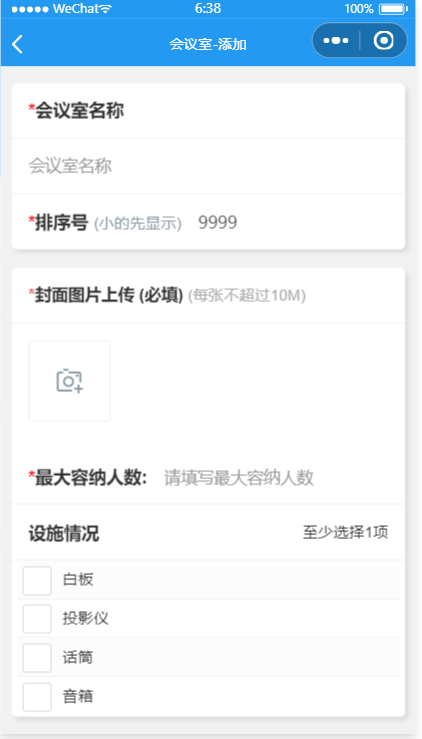 WeChat 6:38 100%
会议室-添加
*会议室名称
会议室名称
*排序号 (小的先显示) 9999
*封面图片上传 (必填) (每张不超过10M)
*最大容纳人数: 请填写最大容纳人数
设施情况 至少选择1项
白板
投影仪
话筒
音箱